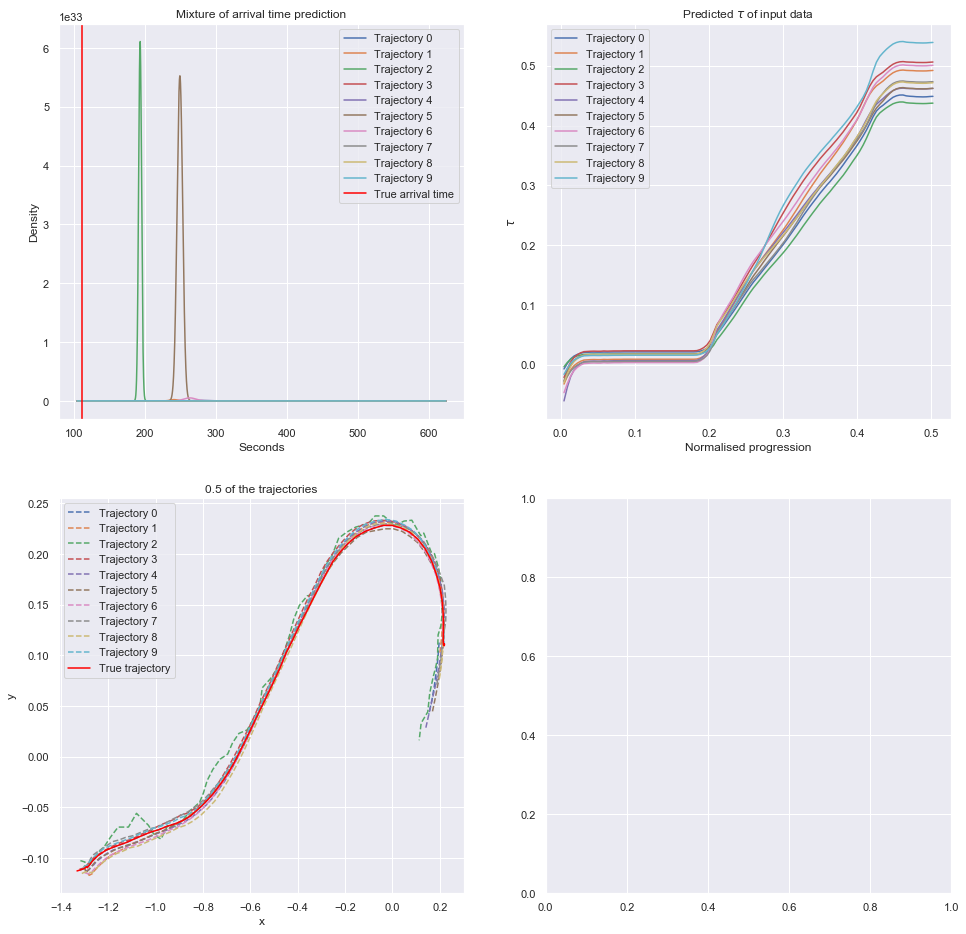 Mixture of arrival time prediction
1e33
6
5
4
3
2
1
0
Density
100 200 300 400 500 600
Seconds
Trajectory 0
Trajectory 1
Trajectory 2
Trajectory 3
Trajectory 4
Trajectory 5
Trajectory 6
Trajectory 7
Trajectory 8
Trajectory 9
True arrival time
Predicted τ of input data
0.5
0.4
0.3
0.2
0.1
0.0
τ
0.0 0.1 0.2 0.3 0.4 0.5
Normalised progression
Trajectory 0
Trajectory 1
Trajectory 2
Trajectory 3
Trajectory 4
Trajectory 5
Trajectory 6
Trajectory 7
Trajectory 8
Trajectory 9
0.5 of the trajectories
0.25
0.20
0.15
0.10
0.05
0.00
−0.05
−0.10
y
−1.4 −1.2 −1.0 −0.8 −0.6 −0.4 −0.2 0.0 0.2
x
Trajectory 0
Trajectory 1
Trajectory 2
Trajectory 3
Trajectory 4
Trajectory 5
Trajectory 6
Trajectory 7
Trajectory 8
Trajectory 9
True trajectory
1.0
0.8
0.6
0.4
0.2
0.0
0.0 0.2 0.4 0.6 0.8 1.0